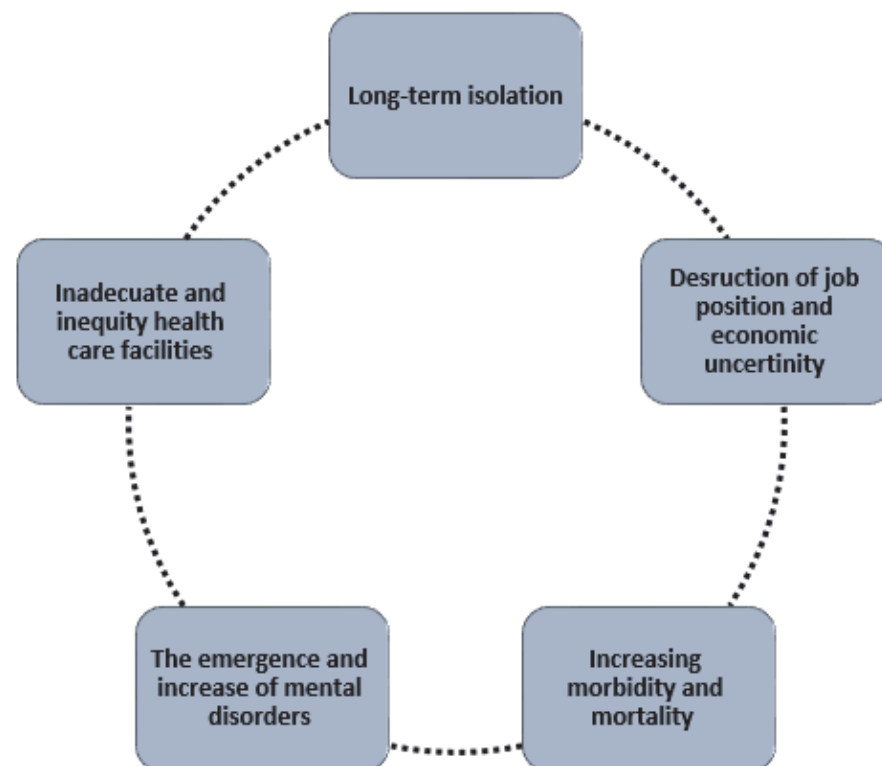 Long-term isolation
Desruction of job
position and
economic
uncertinity
Increasing
morbidity and
mortality
The emergence and
increase of mental
disorders
Inadecuate and
inequity health
care facilities